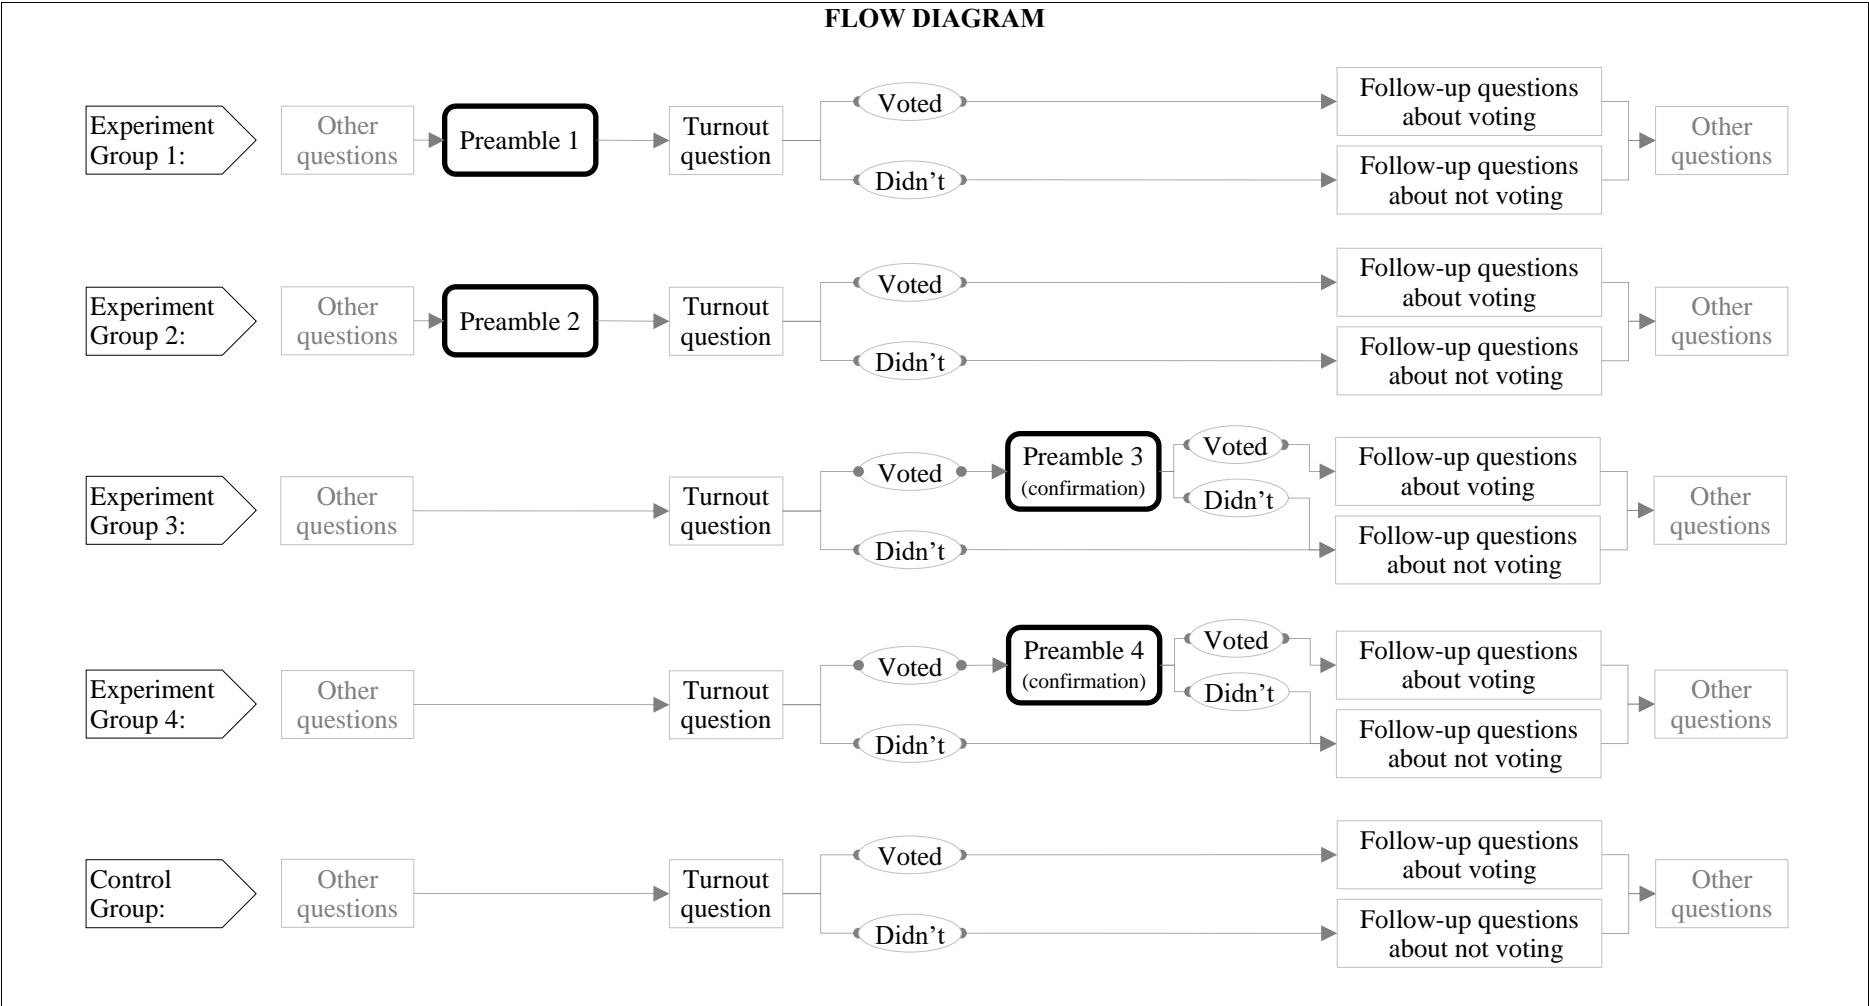 FLOW DIAGRAM
Experiment
Group 1:
Other
questions
Preamble 1
Turnout
question
Voted
Didn’t
Follow-up questions
about voting
Follow-up questions
about not voting
Other
questions
Experiment
Group 2:
Other
questions
Preamble 2
Turnout
question
Voted
Didn’t
Follow-up questions
about voting
Follow-up questions
about not voting
Other
questions
Experiment
Group 3:
Other
questions
Turnout
question
Voted
Didn’t
Preamble 3
(confirmation)
Voted
Didn’t
Follow-up questions
about voting
Follow-up questions
about not voting
Other
questions
Experiment
Group 4:
Other
questions
Turnout
question
Voted
Didn’t
Preamble 4
(confirmation)
Voted
Didn’t
Follow-up questions
about voting
Follow-up questions
about not voting
Other
questions
Control
Group:
Other
questions
Turnout
question
Voted
Didn’t
Follow-up questions
about voting
Follow-up questions
about not voting
Other
questions